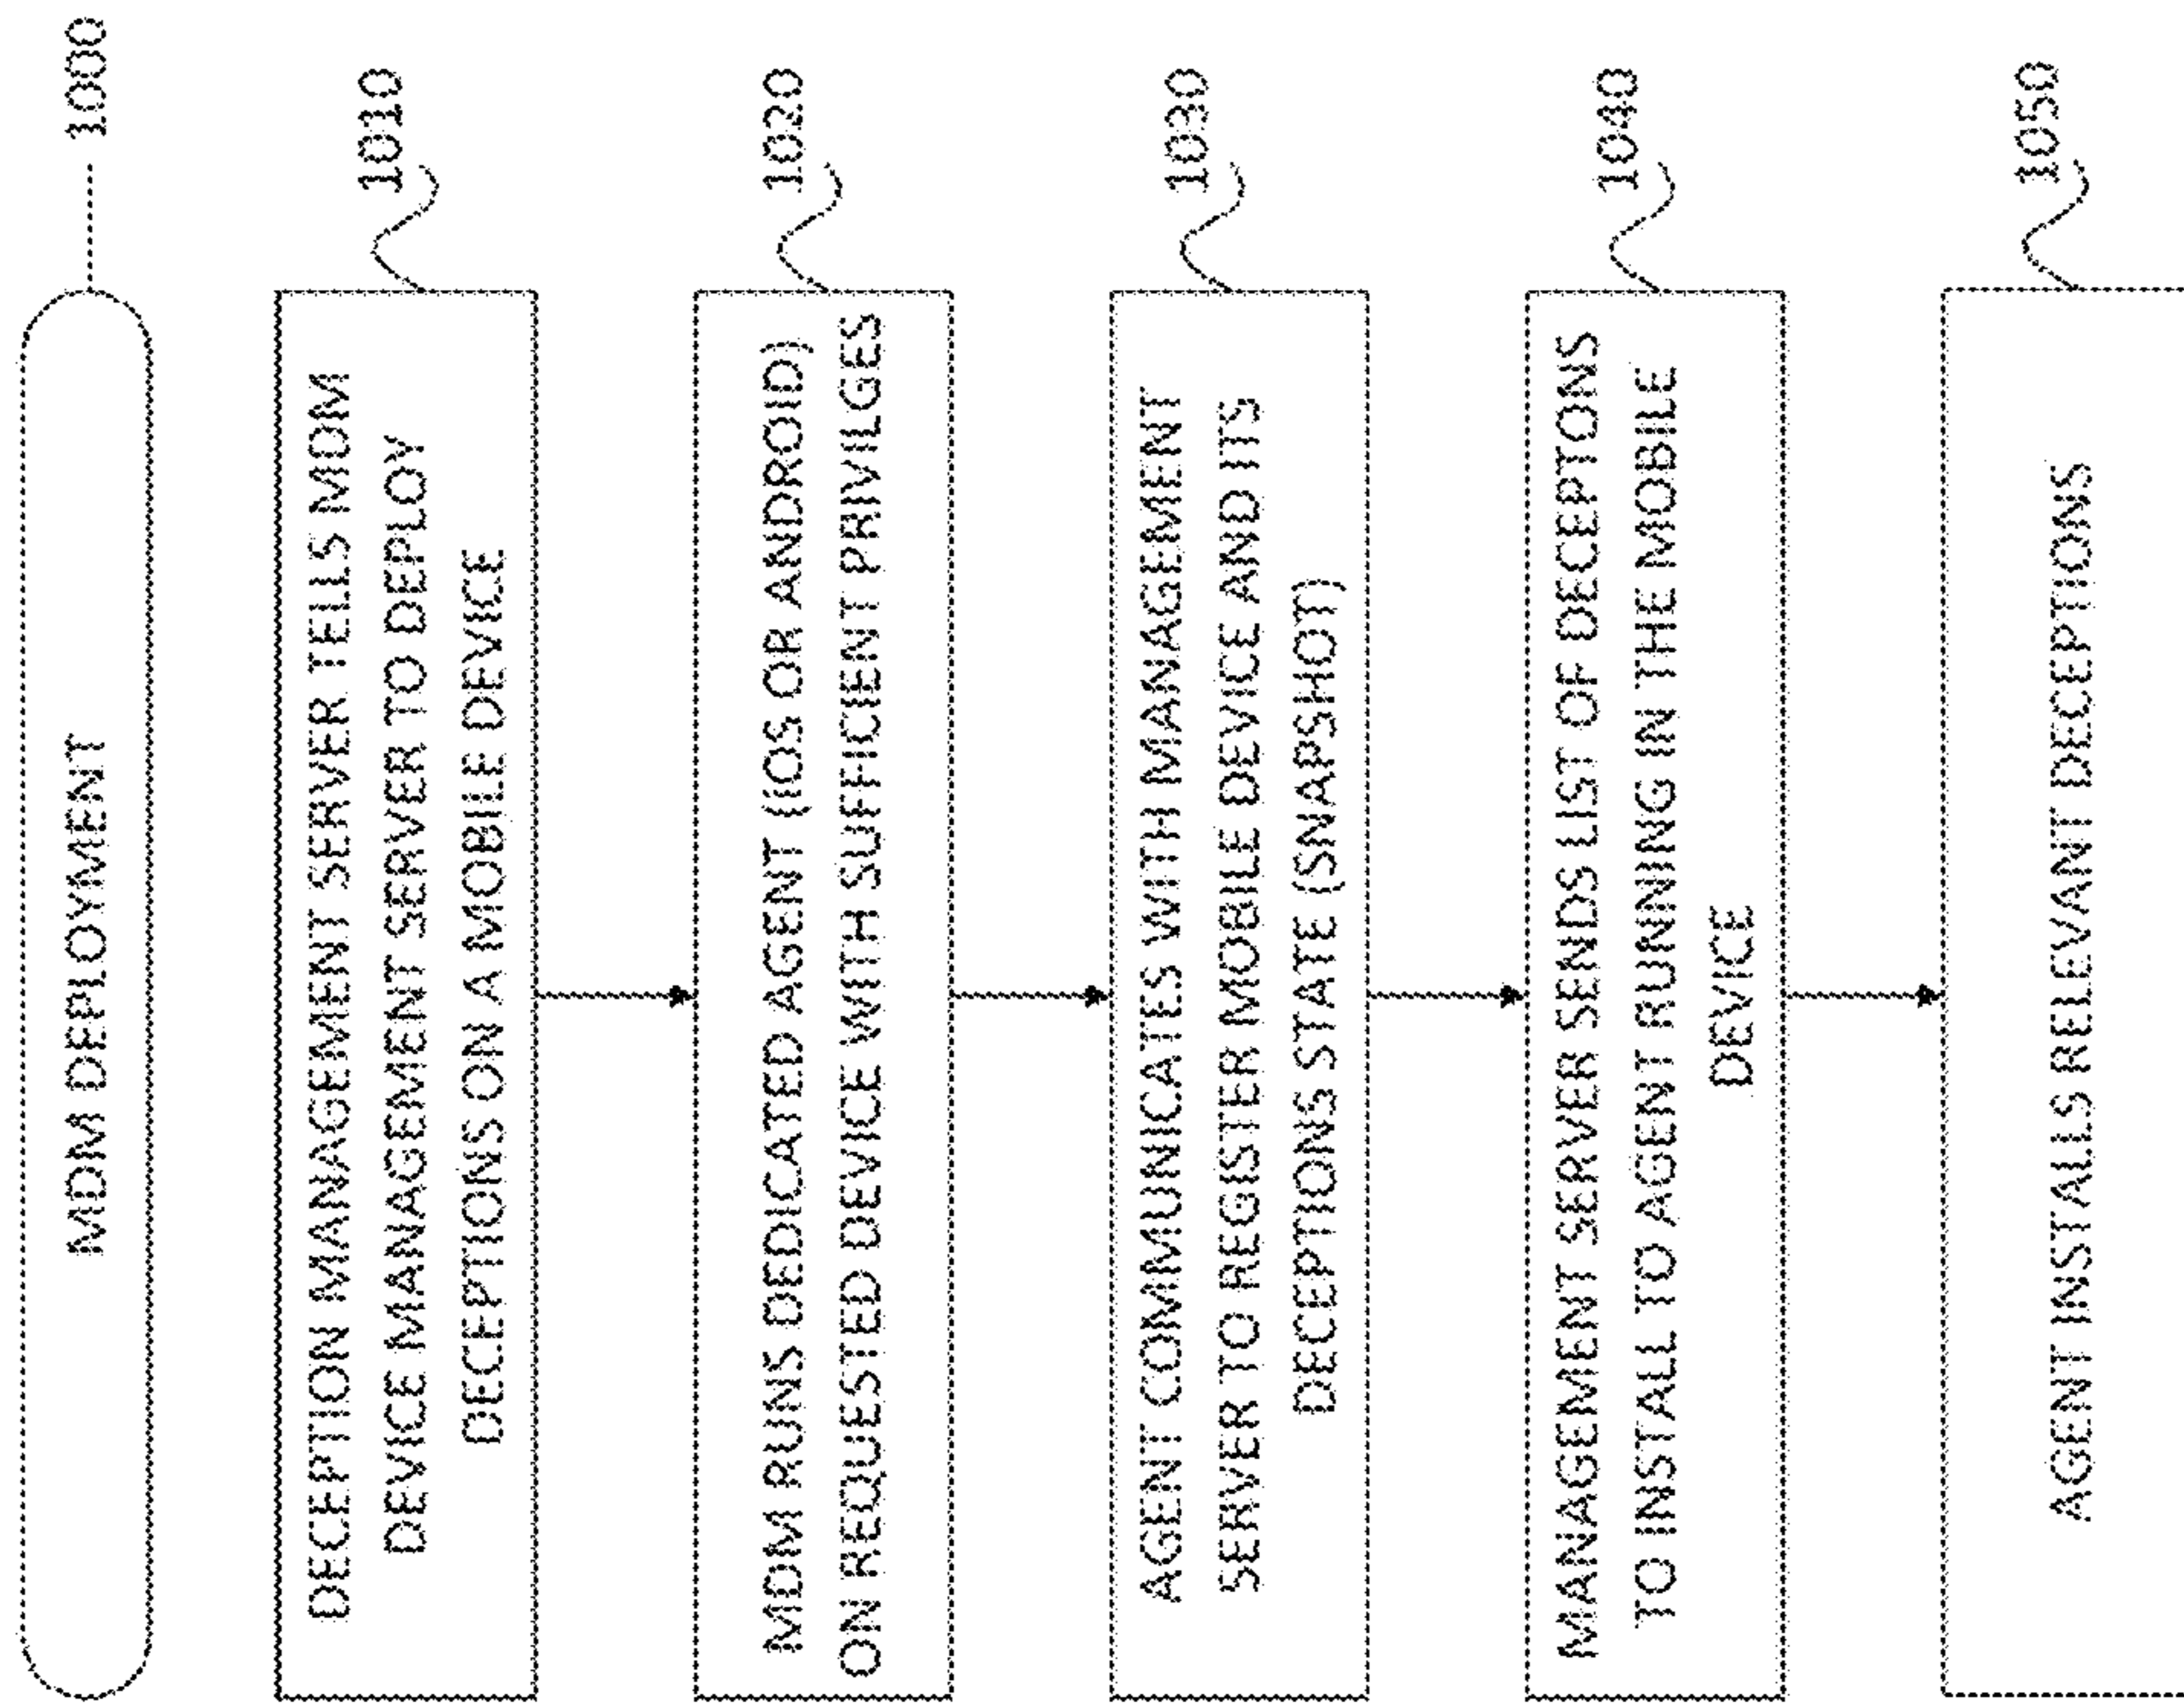 MDM DEPLOYMENT
1000
DECEPTION MANAGEMENT SERVER TELLS MDM
DEVICE MANAGEMENT SERVER TO DEPLOY
DECEPTIONS ON A MOBILE DEVICE
1010
MDM RUNS DEDICATED AGENT (IOS OR ANDROID)
ON REQUESTED DEVICE WITH SUFFICIENT PRIVILGES
1020
AGENT COMMUNICATES WITH MANAGEMENT
SERVER TO REGISTER MOBILE DEVICE AND ITS
DECEPTIONS STATE (SNAPSHOT)
1030
MANAGEMENT SERVER SENDS LIST OF DECEPTONS
TO INSTALL TO AGENT RUNNING IN THE MOBILE
DEVICE
1040
AGENT INSTALLS RELEVANT DECEPTIONS
1050